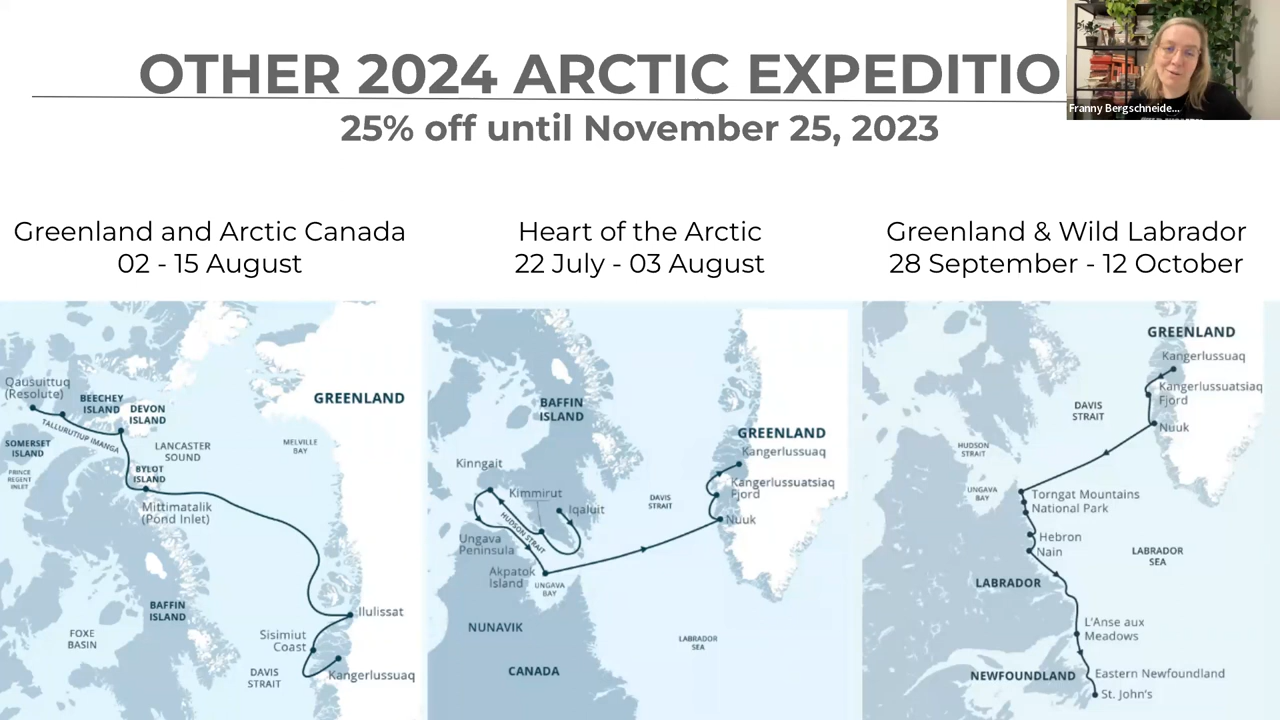 OTHER 2024 ARCTIC EXPEDITIO
Franny Bergschneide...
25% off until November 25, 2023
Greenland and Arctic Canada
02 - 15 August
Heart of the Arctic
22 July - 03 August
Greenland & Wild Labrador
28 September - 12 October
Qausuittuq
(Resolute)
BEECHEY
ISLAND
DEVON
ISLAND
TALLURUTIUP IMANGA
SOMERSET
ISLAND
PRINCE
REGENT
INLET
LANCASTER
SOUND
BYLOT
ISLAND
Mittimatalik
(Pond Inlet)
MELVILLE
BAY
GREENLAND
BAFFIN
ISLAND
FOXE
BASIN
Ilulissat
Sisimiut
Coast
DAVIS
STRAIT
Kangerlussuaq
BAFFIN
ISLAND
GREENLAND
Kangerlussuaq
Kinngait
Kimmirut
Iqaluit
DAVIS
STRAIT
Kangerlussuatsiaq
Fjord
Nuuk
HUDSON STRAIT
Ungava
Peninsula
Akpatok
Island
UNGAVA
BAY
NUNAVIK
LABRADOR
SEA
CANADA
GREENLAND
Kangerlussuaq
Kangerlussuatsiaq
Fjord
DAVIS
STRAIT
Nuuk
HUDSON
STRAIT
UNGAVA
BAY
Torngat Mountains
National Park
Hebron
Nain
LABRADOR
SEA
LABRADOR
L'Anse aux
Meadows
NEWFOUNDLAND
Eastern Newfoundland
St. John's